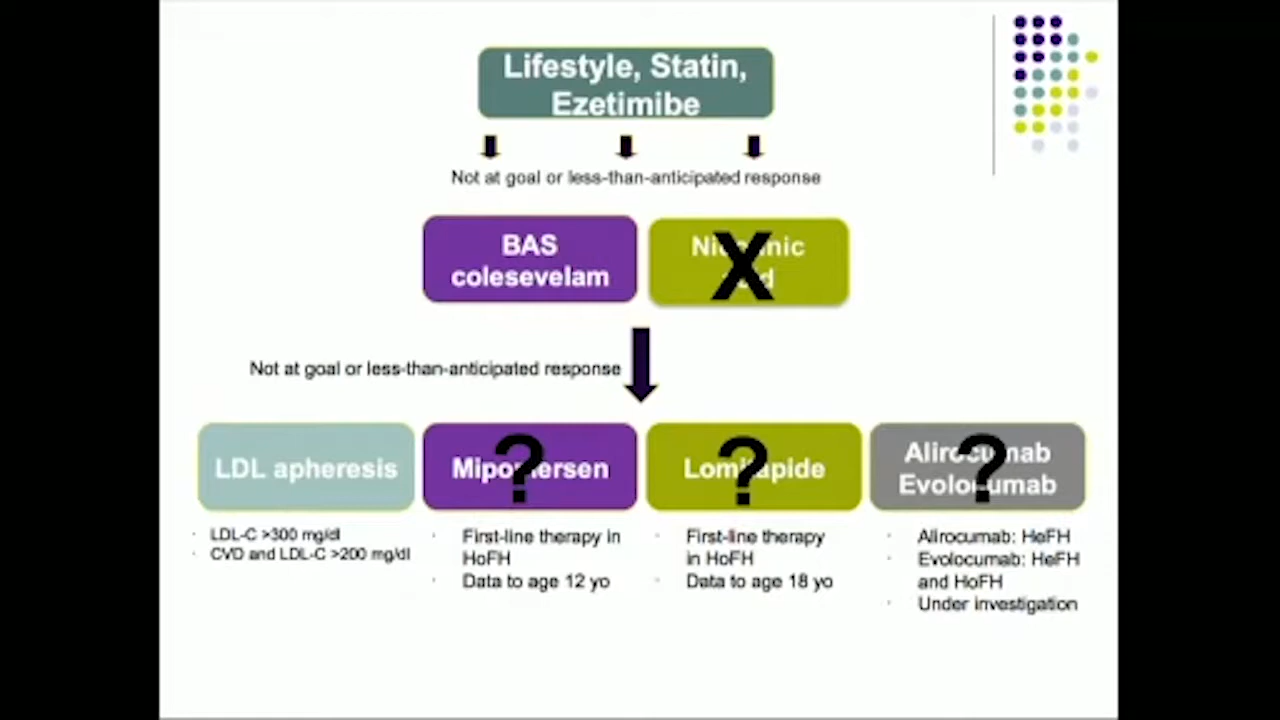 Lifestyle, Statin,
Ezetimibe
Not at goal or less-than-anticipated response
BAS
colesevelam
X
Not at goal or less-than-anticipated response
LDL apheresis
?
?
Lomitapide
?
Alirocumab
Evolocumab
· LDL-C >300 mg/dl
· CVD and LDL-C >200 mg/dl
· First-line therapy in
HoFH
· Data to age 12 yo
· First-line therapy
in HoFH
· Data to age 18 yo
· Alirocumab: HeFH
· Evolocumab: HeFH
and HoFH
· Under investigation